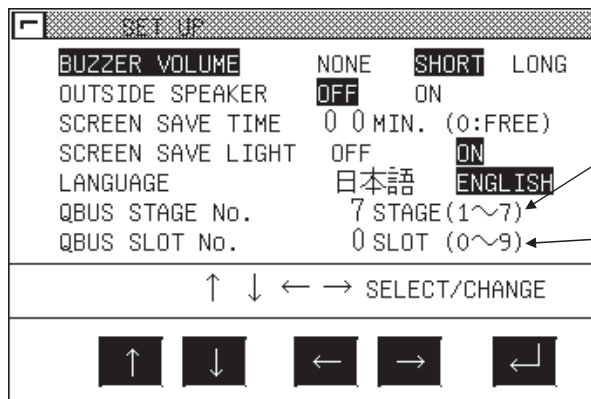 SET UP
BUZZER VOLUME NONE SHORT LONG
OUTSIDE SPEAKER OFF ON
SCREEN SAVE TIME 0 0 MIN. (0:FREE)
SCREEN SAVE LIGHT OFF ON
LANGUAGE 日本語 ENGLISH
QBUS STAGE No. 7 STAGE(1～7)
QBUS SLOT No. 0 SLOT (0～9)
↑ ↓ ← → SELECT/CHANGE
↑ ↓ ← → ↵